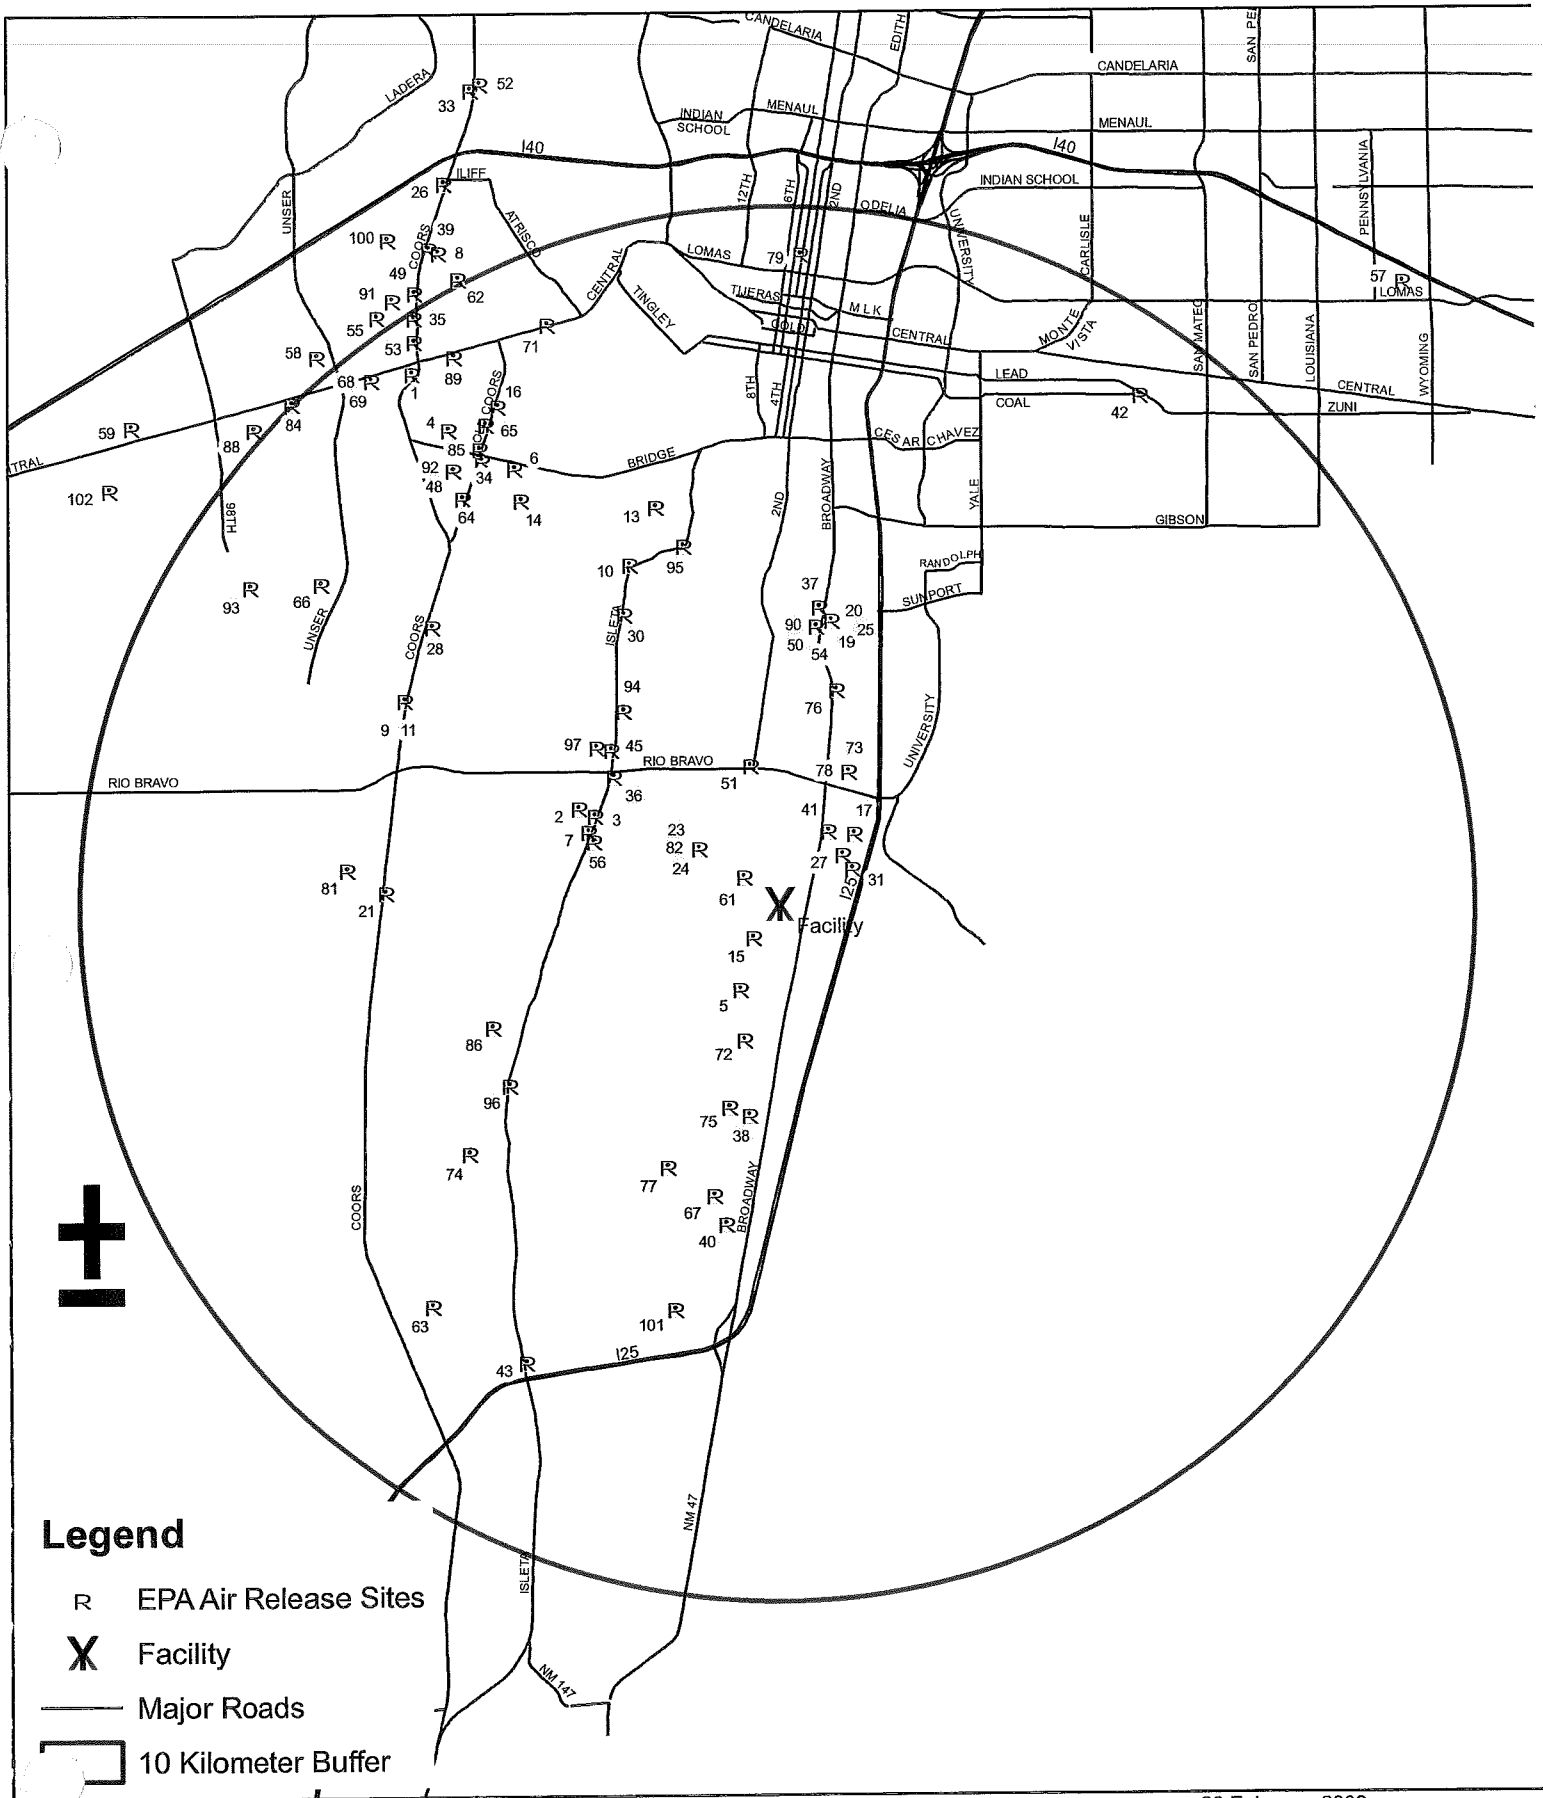 CANDELARIA
EDITH
SAN PE
CANDELARIA
LADERA
52
33
INDIAN
SCHOOL
MENAUL
MENAUL
I40
I40
ILIFF
26
INDIAN SCHOOL
PENNSYLVANIA
12TH
6TH
2ND
ODELIA
UNSER
ATRISCO
UNIVERSITY
CARLISLE
100
39
COORS
8
49
LOMAS
79
57
LOMAS
CENTRAL
91
62
TIJERAS
M L K
TINGLEY
55
35
GOLD
CENTRAL
MONTE
VISTA
SAN MATEO
SAN PEDRO
LOUISIANA
WYOMING
58
53
71
68
89
69
1
16
COORS
8TH
4TH
LEAD
COAL
42
CENTRAL
ZUNI
84
59
88
4
65
85
CESAR CHAVEZ
TRAL
92
34
6
BRIDGE
48
102
98TH
64
14
13
2ND
BROADWAY
YALE
GIBSON
95
10
RANDOLPH
93
66
37
SUNPORT
UNSER
COORS
28
ISLETA
30
90
20
25
50
19
54
94
76
9 11
UNIVERSITY
97
45
73
RIO BRAVO
RIO BRAVO
51
78
36
41
17
2
3
7
23
82
56
24
27
31
I25
81
21
61
Facility
15
5
86
72
96
75
38
74
77
67
BROADWAY
40
COORS
63
101
43
I25
NM 47
ISLETA
NM 147
Legend
R EPA Air Release Sites
Facility
Major Roads
10 Kilometer Buffer